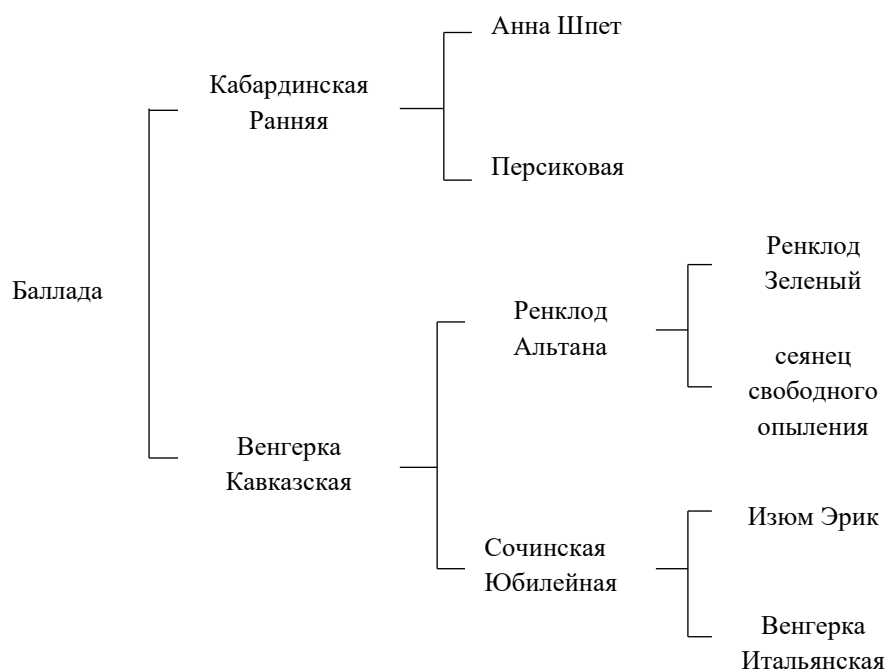 Анна Шпет
Кабардинская
Ранняя
Персиковая
Ренклод
Зеленый
Баллада
Ренклод
Альтана
сеянец
свободного
опыления
Венгерка
Кавказская
Изюм Эрик
Сочинская
Юбилейная
Венгерка
Итальянская